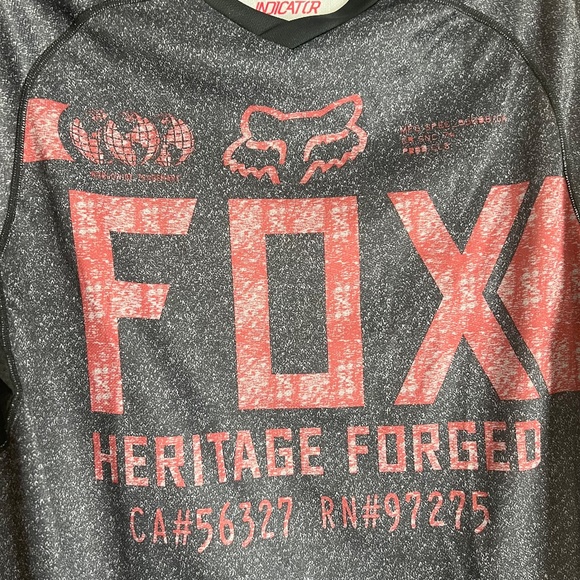 INDICATOR
FOX
HERITAGE FORGED
CA#56327 RN#97275